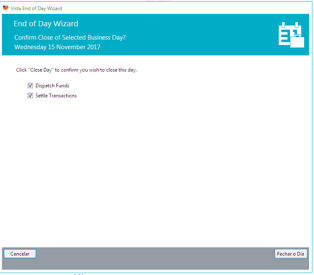 Vista End of Day Wizard
End of Day Wizard
Confirm Close of Selected Business Day?
Wednesday 15 November 2017
Click "Close Day" to confirm you wish to close this day.
Dispatch Funds
Settle Transactions
Cancelar
Fechar o Dia